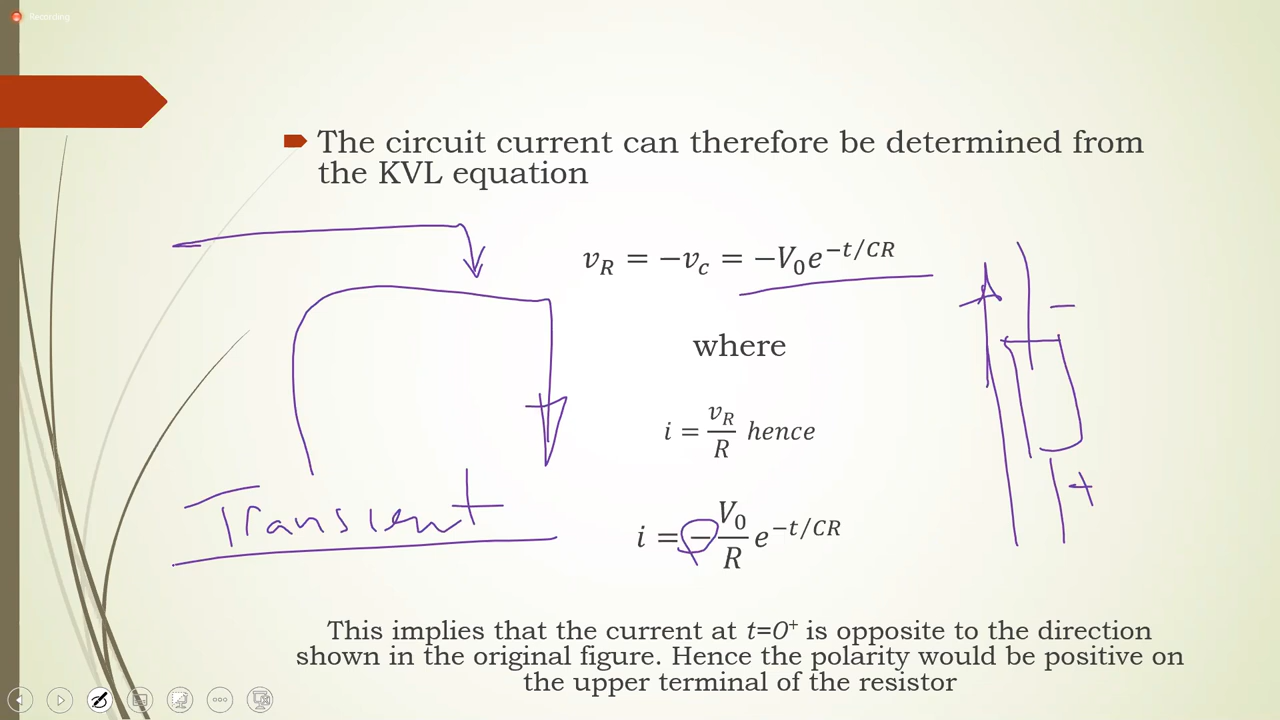 Recording
The circuit current can therefore be determined from
the KVL equation
v_R = −v_c = −V_0e^{−t/CR}
where
i = v_R/R hence
i = −V_0/R e^{−t/CR}
Transient
−
+
This implies that the current at t=0⁺ is opposite to the direction
shown in the original figure. Hence the polarity would be positive on
the upper terminal of the resistor